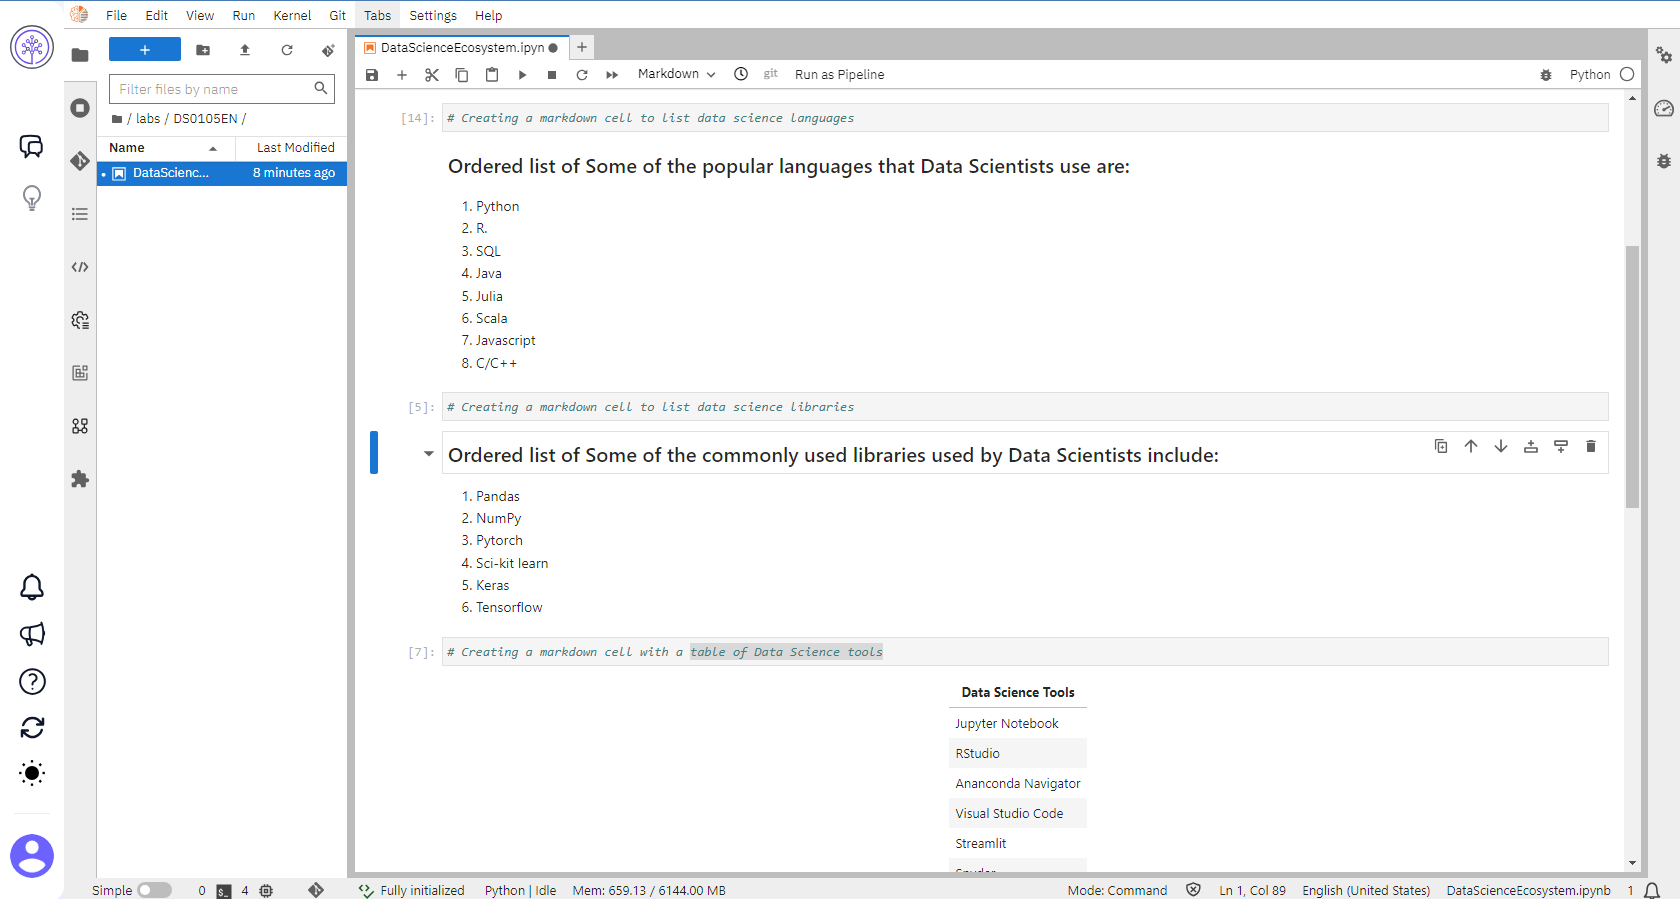 File Edit View Run Kernel Git Tabs Settings Help
DataScienceEcosystem.ipyn
Markdown git Run as Pipeline Python
Filter files by name
/ labs / DS0105EN /
Name Last Modified
DataScienc... 8 minutes ago
[14]: # Creating a markdown cell to list data science languages
Ordered list of Some of the popular languages that Data Scientists use are:
1. Python
2. R.
3. SQL
4. Java
5. Julia
6. Scala
7. Javascript
8. C/C++
[5]: # Creating a markdown cell to list data science libraries
Ordered list of Some of the commonly used libraries used by Data Scientists include:
1. Pandas
2. NumPy
3. Pytorch
4. Sci-kit learn
5. Keras
6. Tensorflow
[7]: # Creating a markdown cell with a table of Data Science tools
Data Science Tools
Jupyter Notebook
RStudio
Ananconda Navigator
Visual Studio Code
Streamlit
Simple 0 4 Fully initialized Python | Idle Mem: 659.13 / 6144.00 MB Mode: Command Ln 1, Col 89 English (United States) DataScienceEcosystem.ipynb 1